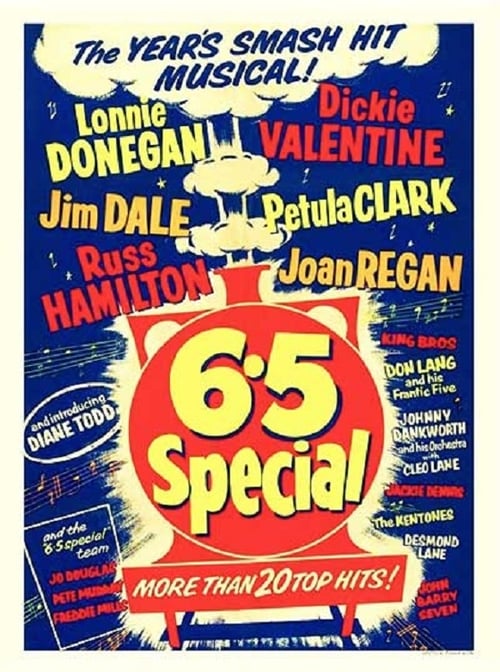 The YEAR'S SMASH HIT
MUSICAL!
Lonnie
DONEGAN
Dickie
VALENTINE
Jim DALE
Petula CLARK
Russ
HAMILTON
Joan REGAN
6.5
Special
and introducing
DIANE TODD
KING BROS
DON LANG
and his
Frantic Five
JOHNNY
DANKWORTH
and his Orchestra
with
CLEO LANE
JACKIE DENNIS
The KENTONES
DESMOND
LANE
JOHN
BARRY
SEVEN
and the
"6.5 special"
team
JO DOUGLAS
PETE MURRAY
FREDDIE MILLS
MORE THAN 20 TOP HITS!